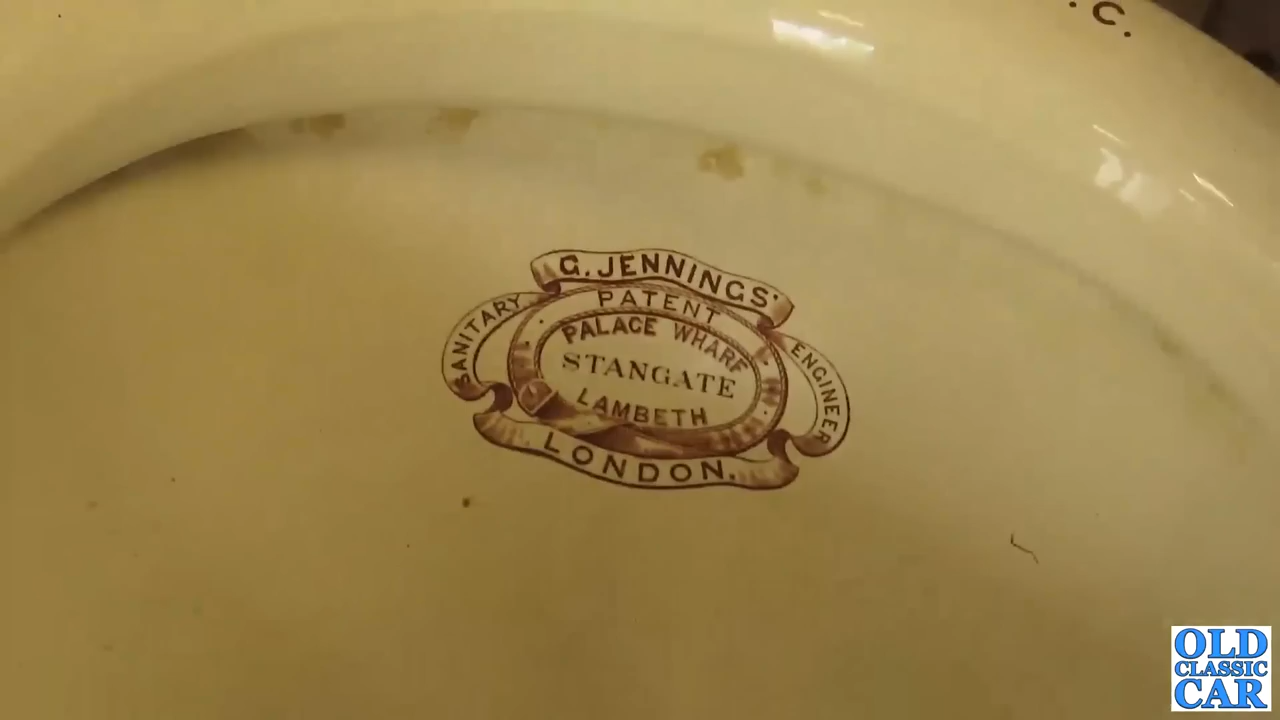 .C.
G. JENNINGS'
PATENT
SANITARY
ENGINEER
PALACE WHARF
STANGATE
LAMBETH
LONDON.
OLD
CLASSIC
CAR